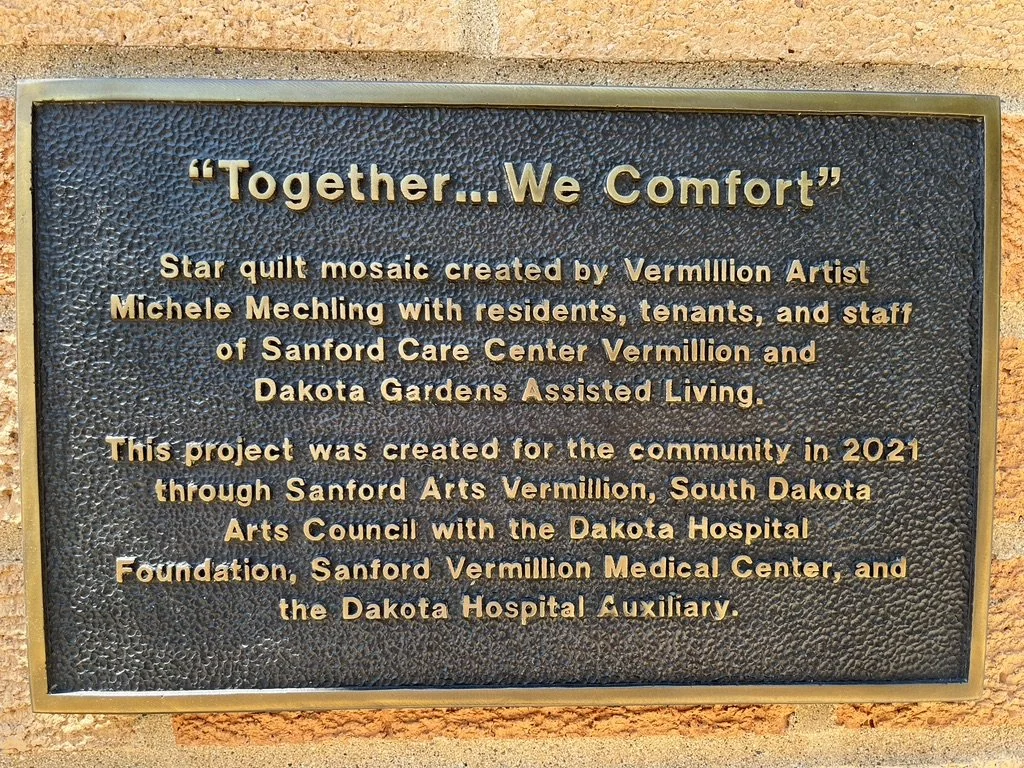 “Together...We Comfort”
Star quilt mosaic created by Vermillion Artist
Michele Mechling with residents, tenants, and staff
of Sanford Care Center Vermillion and
Dakota Gardens Assisted Living.
This project was created for the community in 2021
through Sanford Arts Vermillion, South Dakota
Arts Council with the Dakota Hospital
Foundation, Sanford Vermillion Medical Center, and
the Dakota Hospital Auxiliary.